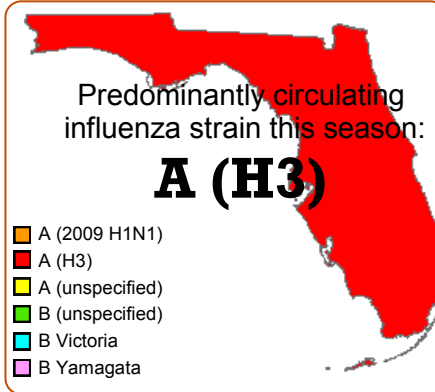 Predominantly circulating
influenza strain this season:
A (H3)
A (2009 H1N1)
A (H3)
A (unspecified)
B (unspecified)
B Victoria
B Yamagata